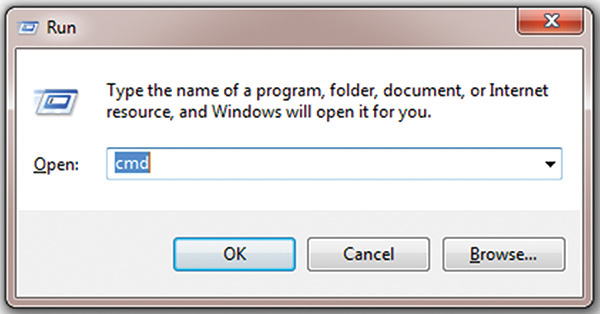 Run
Type the name of a program, folder, document, or Internet
resource, and Windows will open it for you.
Open: cmd
OK Cancel Browse...